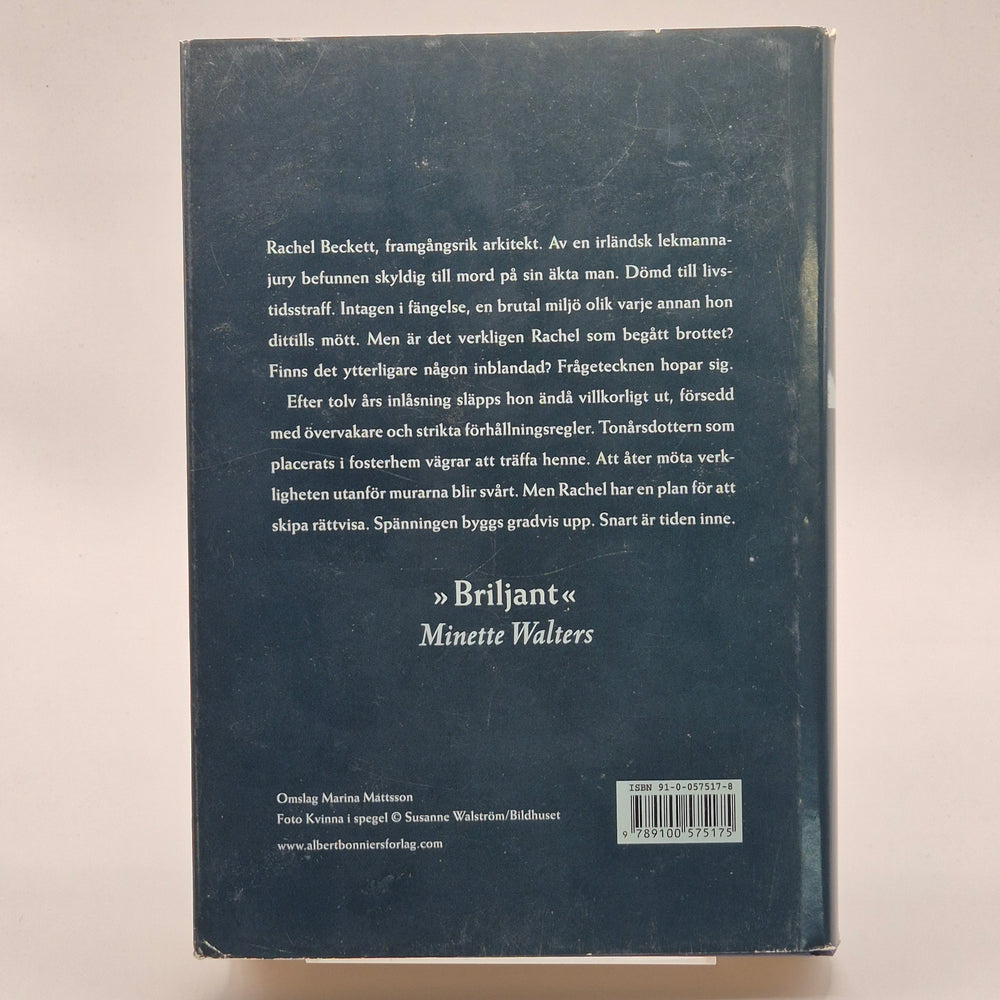 Rachel Beckett, framgångsrik arkitekt. Av en irländsk lekmanna-
jury befunnen skyldig till mord på sin äkta man. Dömd till livs-
tidsstraff. Intagen i fängelse, en brutal miljö olik varje annan hon
dittills mött. Men är det verkligen Rachel som begått brottet?
Finns det ytterligare någon inblandad? Frågetecknen hopar sig.
Efter tolv års inlåsning släpps hon ändå villkorligt ut, försedd
med övervakare och strikta förhållningsregler. Tonårsdottern som
placerats i fosterhem vägrar att träffa henne. Att åter möta verk-
ligheten utanför murarna blir svårt. Men Rachel har en plan för att
skipa rättvisa. Spänningen byggs gradvis upp. Snart är tiden inne.
»Briljant«
Minette Walters
Omslag Marina Mattsson
Foto Kvinna i spegel © Susanne Walström/Bildhuset
www.albertbonniersforlag.com
ISBN 91-0-057517-8
9 789100 575175